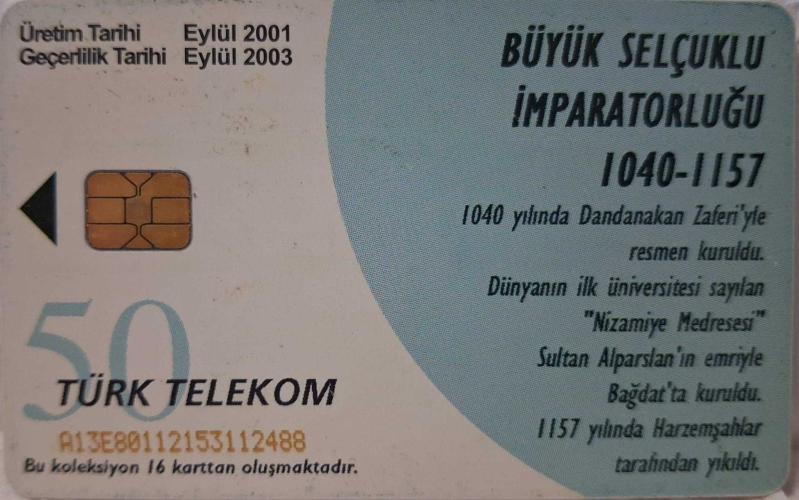 Üretim Tarihi Eylül 2001
Geçerlilik Tarihi Eylül 2003
BÜYÜK SELÇUKLU
İMPARATORLUĞU
1040-1157
1040 yılında Dandanakan Zaferi'yle
resmen kuruldu.
Dünyanın ilk üniversitesi sayılan
"Nizamiye Medresesi"
Sultan Alparslan'ın emriyle
Bağdat'ta kuruldu.
1157 yılında Harzemşahlar
tarafından yıkıldı.
50
TÜRK TELEKOM
A13E80112153112488
Bu koleksiyon 16 karttan oluşmaktadır.